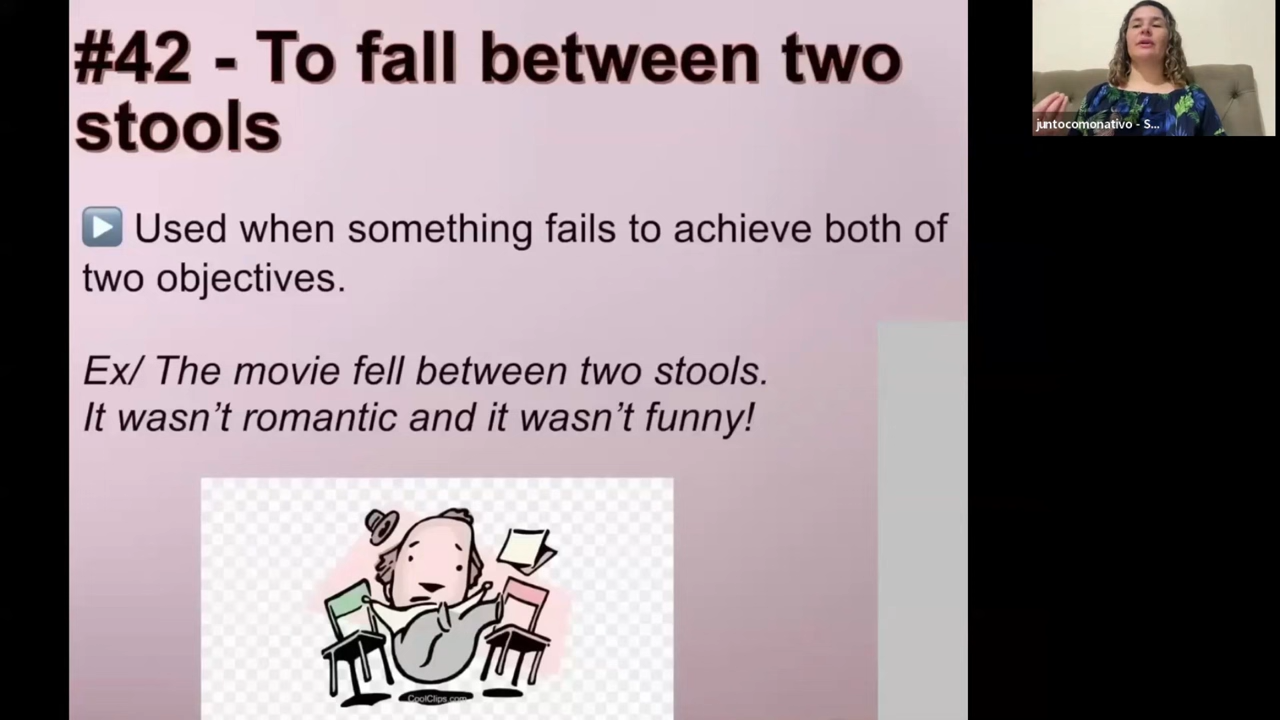 #42 - To fall between two
stools
▶️ Used when something fails to achieve both of
two objectives.
Ex/ The movie fell between two stools.
It wasn't romantic and it wasn't funny!
CoolClips.com
juntocomonativo - S...